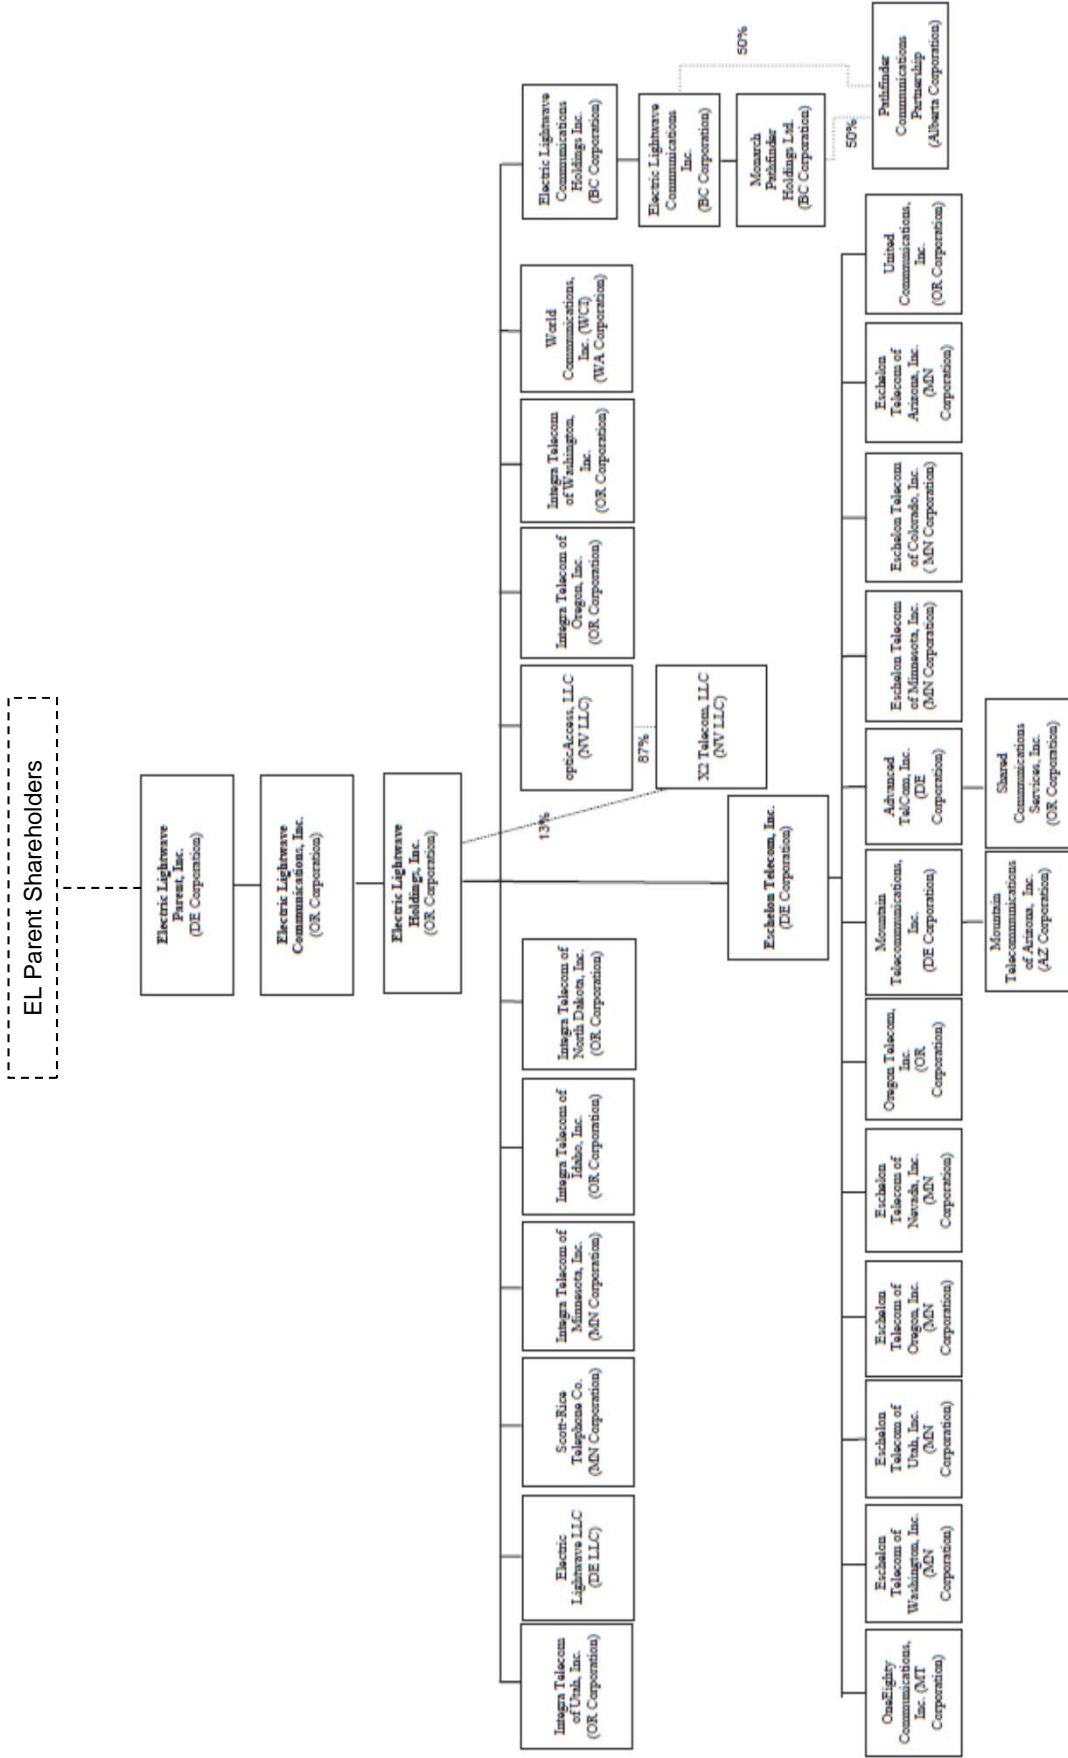 EL Parent Shareholders
Electric Lightwave
Parent, Inc.
(DE Corporation)
Electric Lightwave
Communications, Inc.
(OR Corporation)
Electric Lightwave
Holdings, Inc.
(OR Corporation)
Integra Telecom
of Utah, Inc.
(OR Corporation)
Electric
Lightwave LLC
(DE LLC)
Scott-Rice
Telephone Co.
(MN Corporation)
Integra Telecom of
Minnesota, Inc.
(MN Corporation)
Integra Telecom of
Idaho, Inc.
(OR Corporation)
Integra Telecom of
North Dakota, Inc.
(OR Corporation)
13%
opticAccess, LLC
(NV LLC)
Integra Telecom of
Oregon, Inc.
(OR Corporation)
Integra Telecom
of Washington,
Inc.
(OR Corporation)
World
Communications,
Inc. (WCI)
(WA Corporation)
Electric Lightwave
Communications
Holdings Inc.
(BC Corporation)
87%
X2 Telecom, LLC
(NV LLC)
Electric Lightwave
Communications
Inc.
(BC Corporation)
50%
Monarch
Pathfinder
Holdings Ltd.
(BC Corporation)
50%
Pathfinder
Communications
Partnership
(Alberta Corporation)
Eschelon Telecom, Inc.
(DE Corporation)
OneEighty
Communications,
Inc. (MT
Corporation)
Eschelon
Telecom of
Washington, Inc.
(MN
Corporation)
Eschelon
Telecom of
Utah, Inc.
(MN
Corporation)
Eschelon
Telecom of
Oregon, Inc.
(MN
Corporation)
Eschelon
Telecom of
Nevada, Inc.
(MN
Corporation)
Oregon Telecom,
Inc.
(OR
Corporation)
Mountain
Telecommunications,
Inc.
(DE Corporation)
Advanced
TelCom, Inc.
(DE
Corporation)
Eschelon Telecom
of Minnesota, Inc.
(MN Corporation)
Eschelon Telecom
of Colorado, Inc.
( MN Corporation)
Eschelon
Telecom of
Arizona, Inc.
(MN
Corporation)
United
Communications,
Inc.
(OR Corporation)
Mountain
Telecommunications
of Arizona, Inc.
(AZ Corporation)
Shared
Communications
Services, Inc.
(OR Corporation)